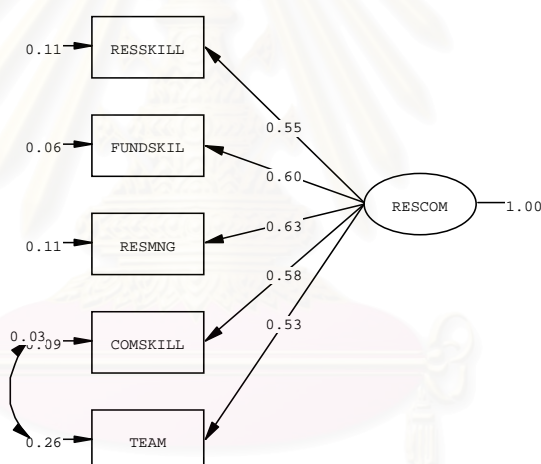 0.11 RESSKILL
0.55
0.06 FUNDSKIL
0.60
RESCOM 1.00
0.63
0.11 RESMNG
0.58
0.53
0.03
0.09 COMSKILL
0.26 TEAM